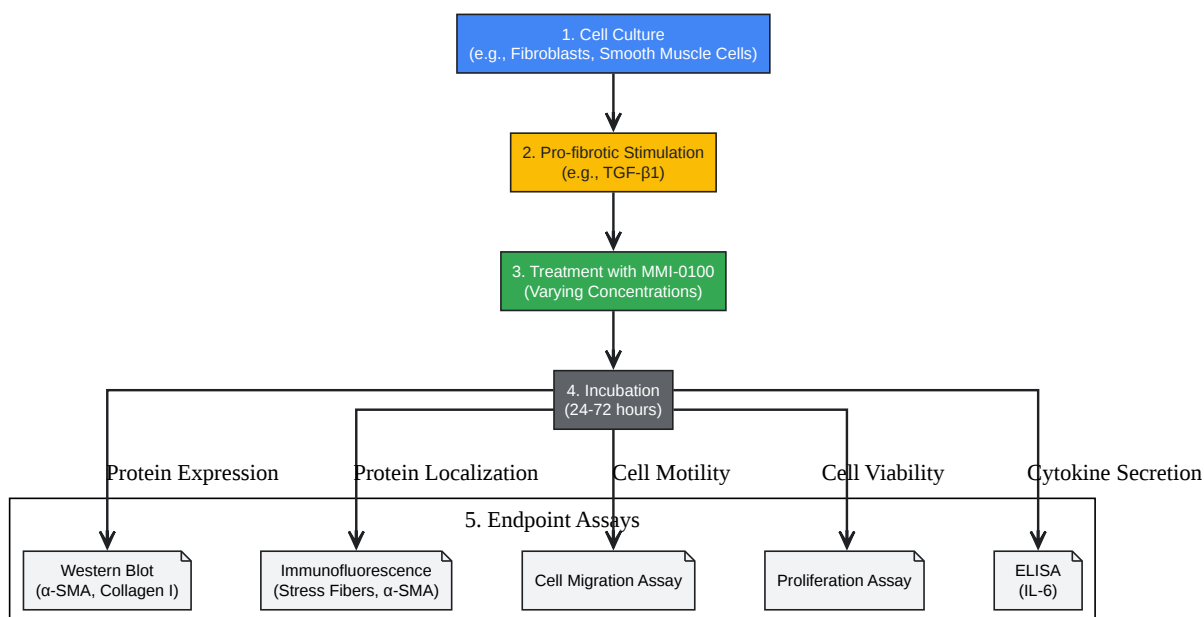 1. Cell Culture
(e.g., Fibroblasts, Smooth Muscle Cells)
2. Pro-fibrotic Stimulation
(e.g., TGF-β1)
3. Treatment with MMI-0100
(Varying Concentrations)
4. Incubation
(24-72 hours)
Protein Expression
Protein Localization
Cell Motility
Cell Viability
Cytokine Secretion
5. Endpoint Assays
Western Blot
(α-SMA, Collagen I)
Immunofluorescence
(Stress Fibers, α-SMA)
Cell Migration Assay
Proliferation Assay
ELISA
(IL-6)